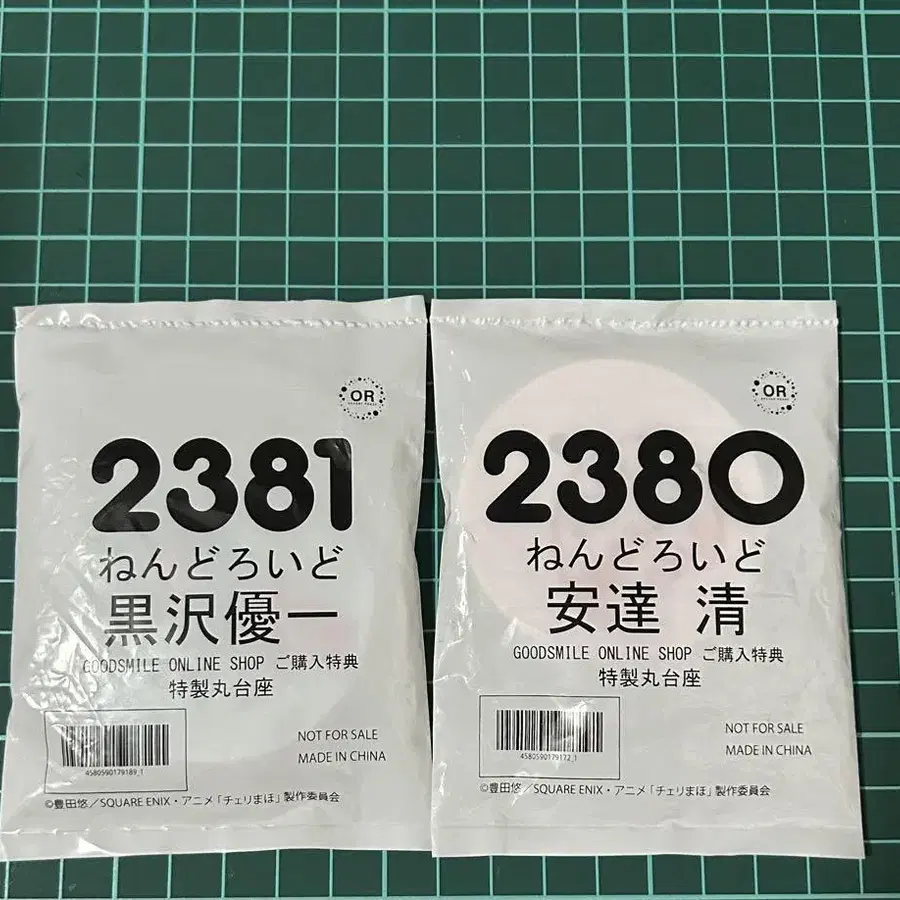 OR
2381
ねんどろいど
黒沢優一
GOODSMILE ONLINE SHOP ご購入特典
特製丸台座
NOT FOR SALE
MADE IN CHINA
4580590179189_1
©豊田悠／SQUARE ENIX・アニメ「チェリまほ」製作委員会
OR
2380
ねんどろいど
安達 清
GOODSMILE ONLINE SHOP ご購入特典
特製丸台座
NOT FOR SALE
MADE IN CHINA
4580590179172_1
©豊田悠／SQUARE ENIX・アニメ「チェリまほ」製作委員会